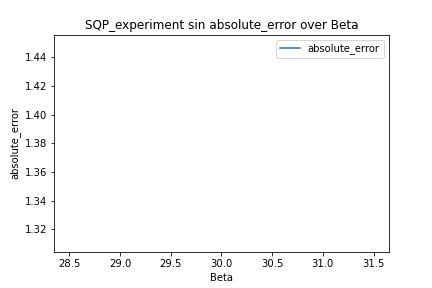 SQP_experiment sin absolute_error over Beta
absolute_error
1.44
1.42
1.40
1.38
1.36
1.34
1.32
absolute_error
28.5 29.0 29.5 30.0 30.5 31.0 31.5
Beta